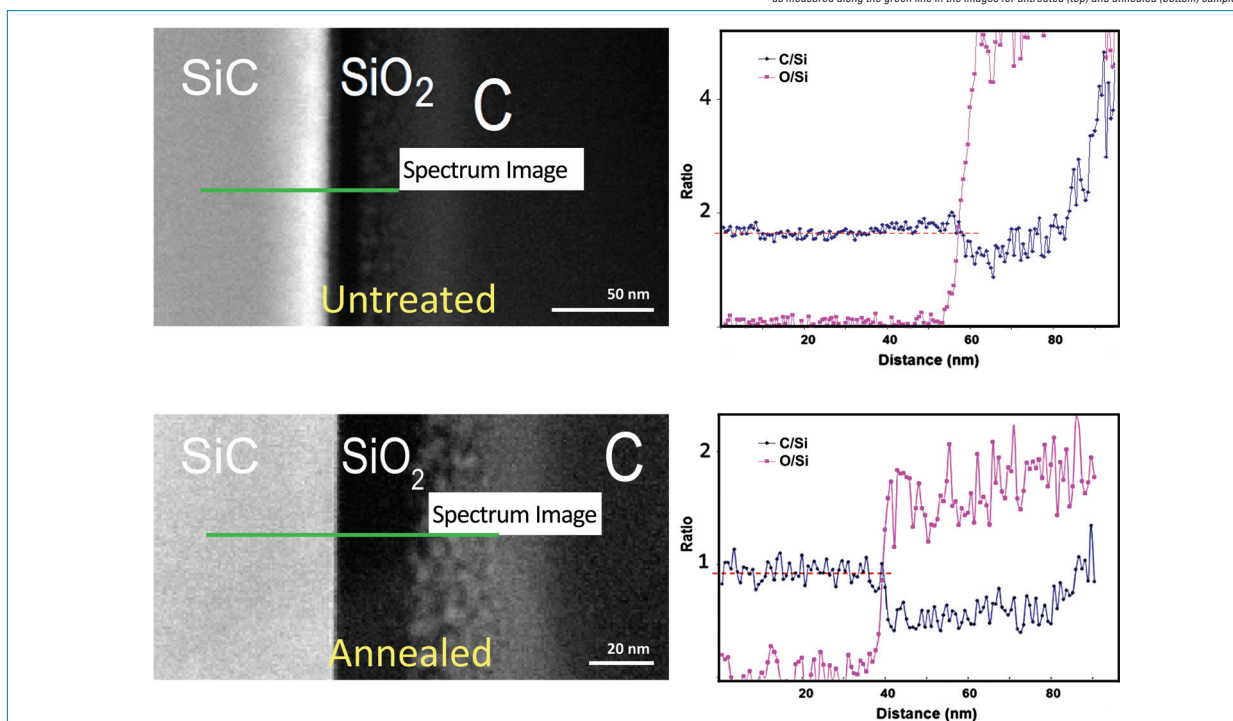 as measured along the green line in the images for untreated (top) and annealed (bottom) sample
SiC
SiO2
C
Spectrum Image
Untreated
50 nm
C/Si
O/Si
4
2
Ratio
20
40
60
80
Distance (nm)
SiC
SiO2
C
Spectrum Image
Annealed
20 nm
C/Si
O/Si
2
1
Ratio
20
40
60
80
Distance (nm)